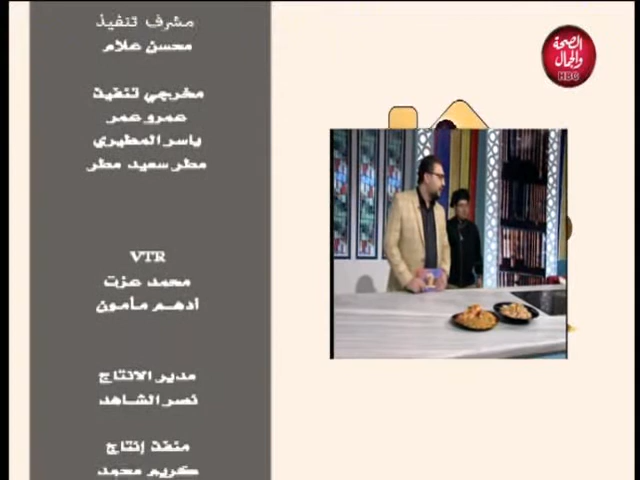 مشرف تنفيذ
محسن علام
مخرجي تنفيذ
عمرو عمر
ياسر المطيري
مطر سعيد مطر
VTR
محمد عزت
ادهم مأمون
مدير الانتاج
نصر الشاهد
منفذ إنتاج
كريم محمد
الصحة
والجمال
HBC